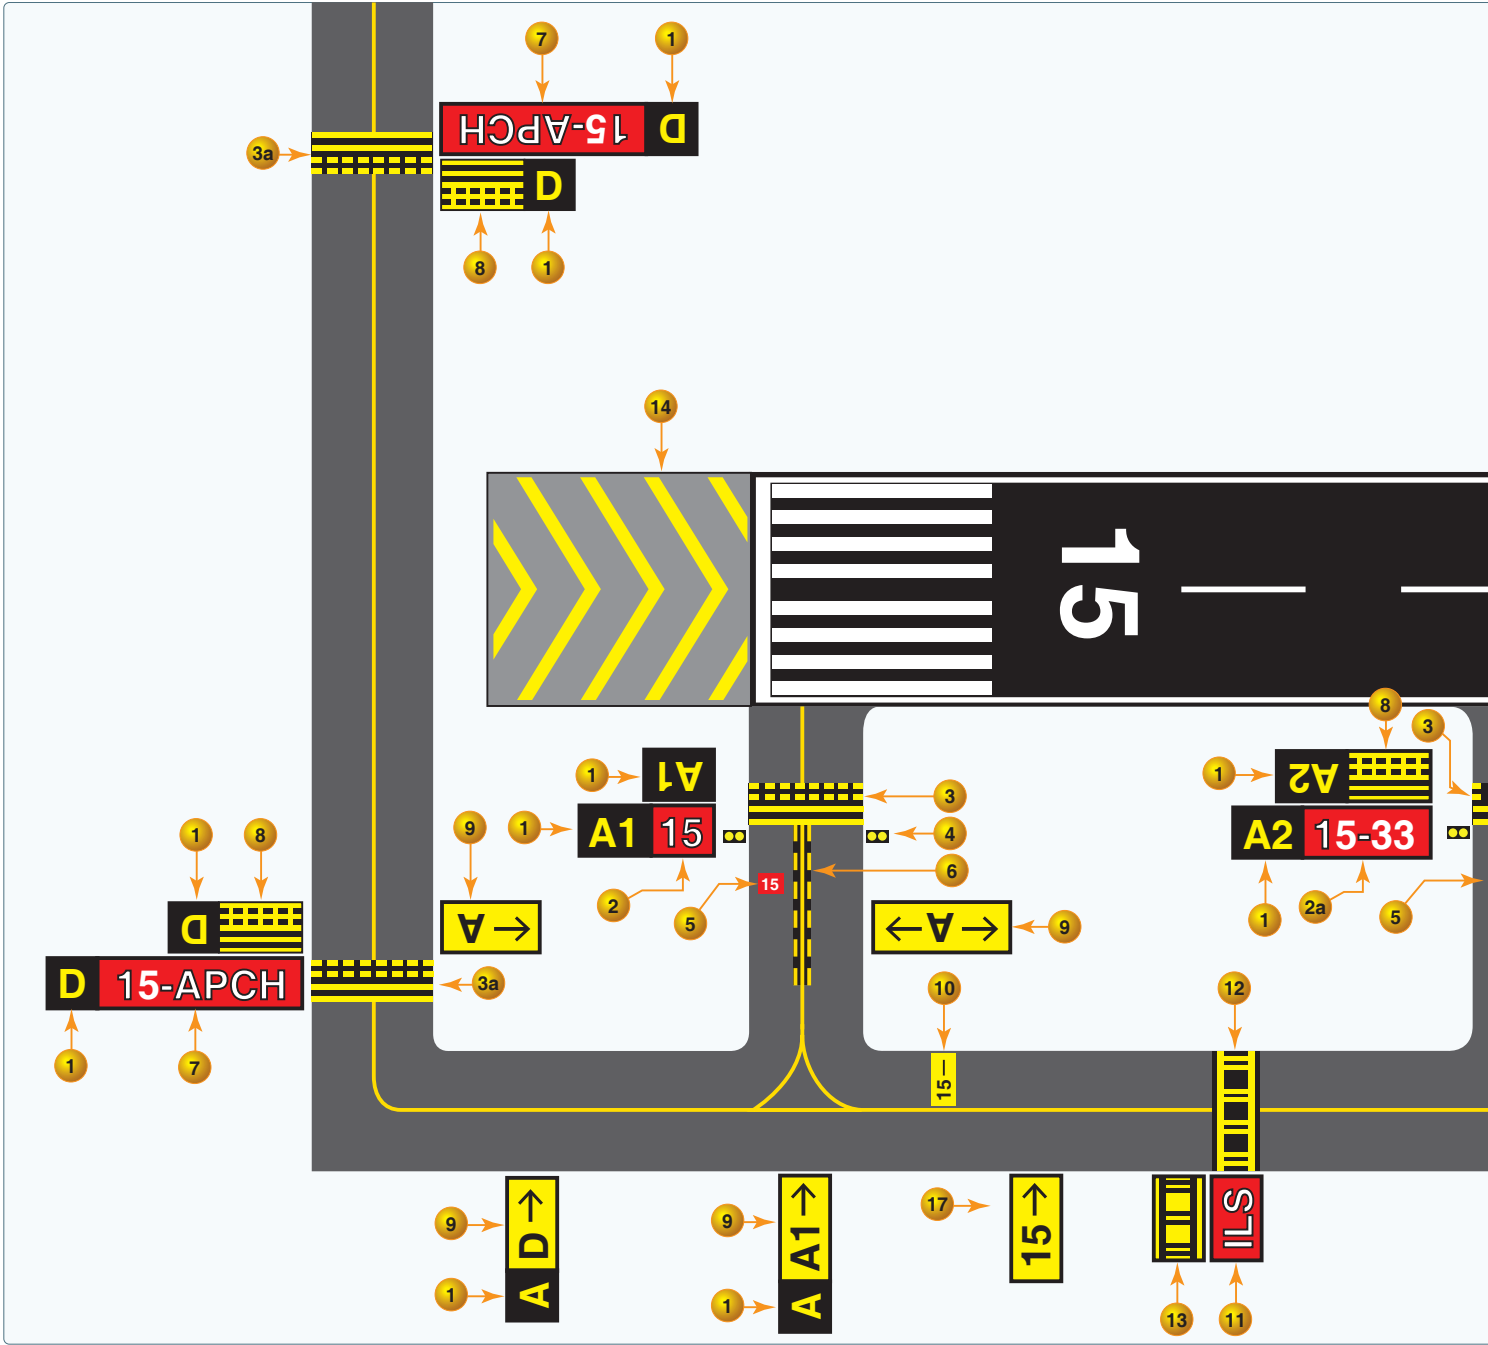 7 1
15-APCH D
3a
D
8 1
14
15
8
3
1 A1
1 A2
9 1 A1 15 3
4
A2 15-33
1 8
6
2 5 15
1 2a 5
D
A →
← A → 9
D 15-APCH
3a
10 12
1 7
15—
9 D →
A
1
9 A1 →
A
1
17 15 →
ILS
13 11